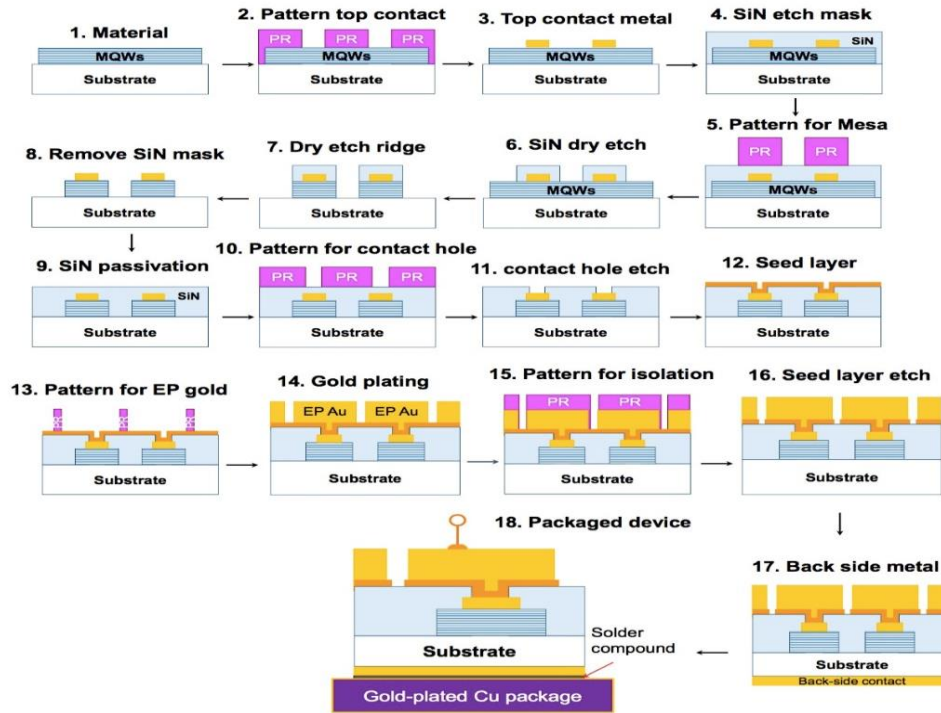 1. Material
MQWs
Substrate
2. Pattern top contact
PR PR PR
MQWs
Substrate
3. Top contact metal
MQWs
Substrate
4. SiN etch mask
SiN
MQWs
Substrate
5. Pattern for Mesa
PR PR
MQWs
Substrate
6. SiN dry etch
MQWs
Substrate
7. Dry etch ridge
Substrate
8. Remove SiN mask
Substrate
9. SiN passivation
SiN
Substrate
10. Pattern for contact hole
PR PR PR
Substrate
11. contact hole etch
Substrate
12. Seed layer
Substrate
13. Pattern for EP gold
Substrate
14. Gold plating
EP Au EP Au
Substrate
15. Pattern for isolation
PR PR
Substrate
16. Seed layer etch
Substrate
17. Back side metal
Substrate
Back-side contact
18. Packaged device
Substrate
Solder
compound
Gold-plated Cu package